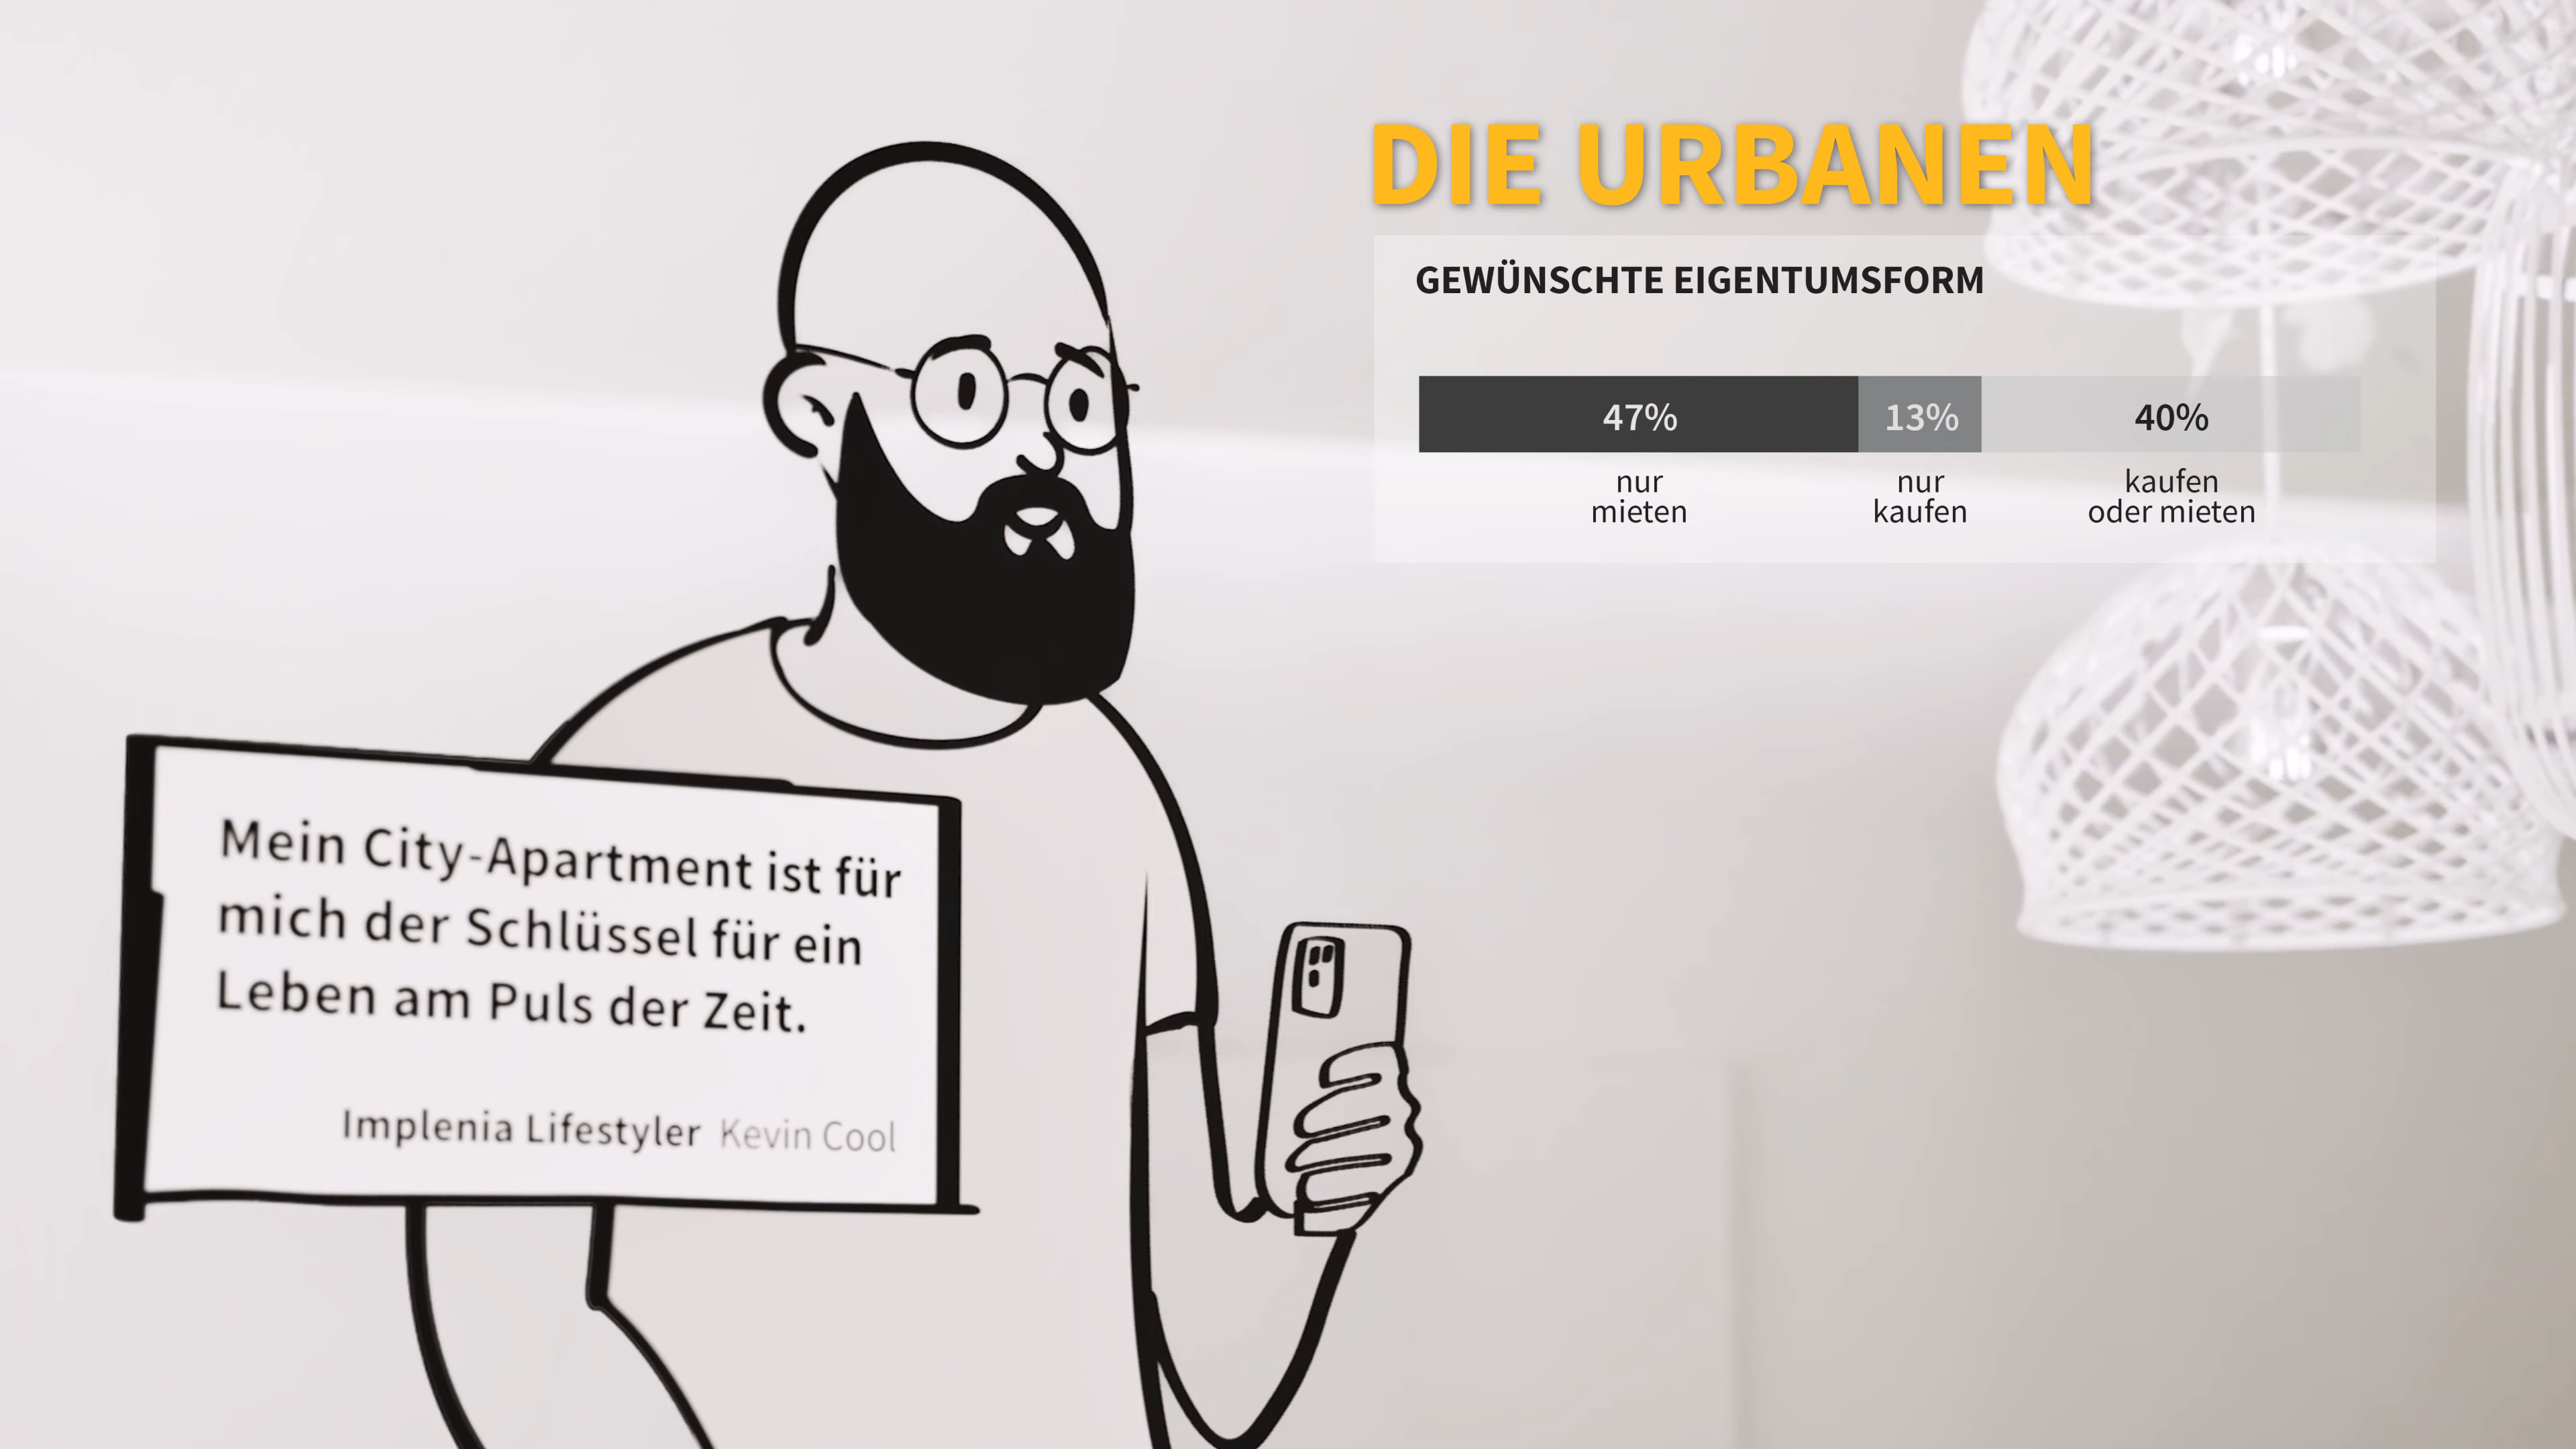 DIE URBANEN
GEWÜNSCHTE EIGENTUMSFORM
47%
13%
40%
nur
mieten
nur
kaufen
kaufen
oder mieten
Mein City-Apartment ist für
mich der Schlüssel für ein
Leben am Puls der Zeit.
Implenia Lifestyler Kevin Cool